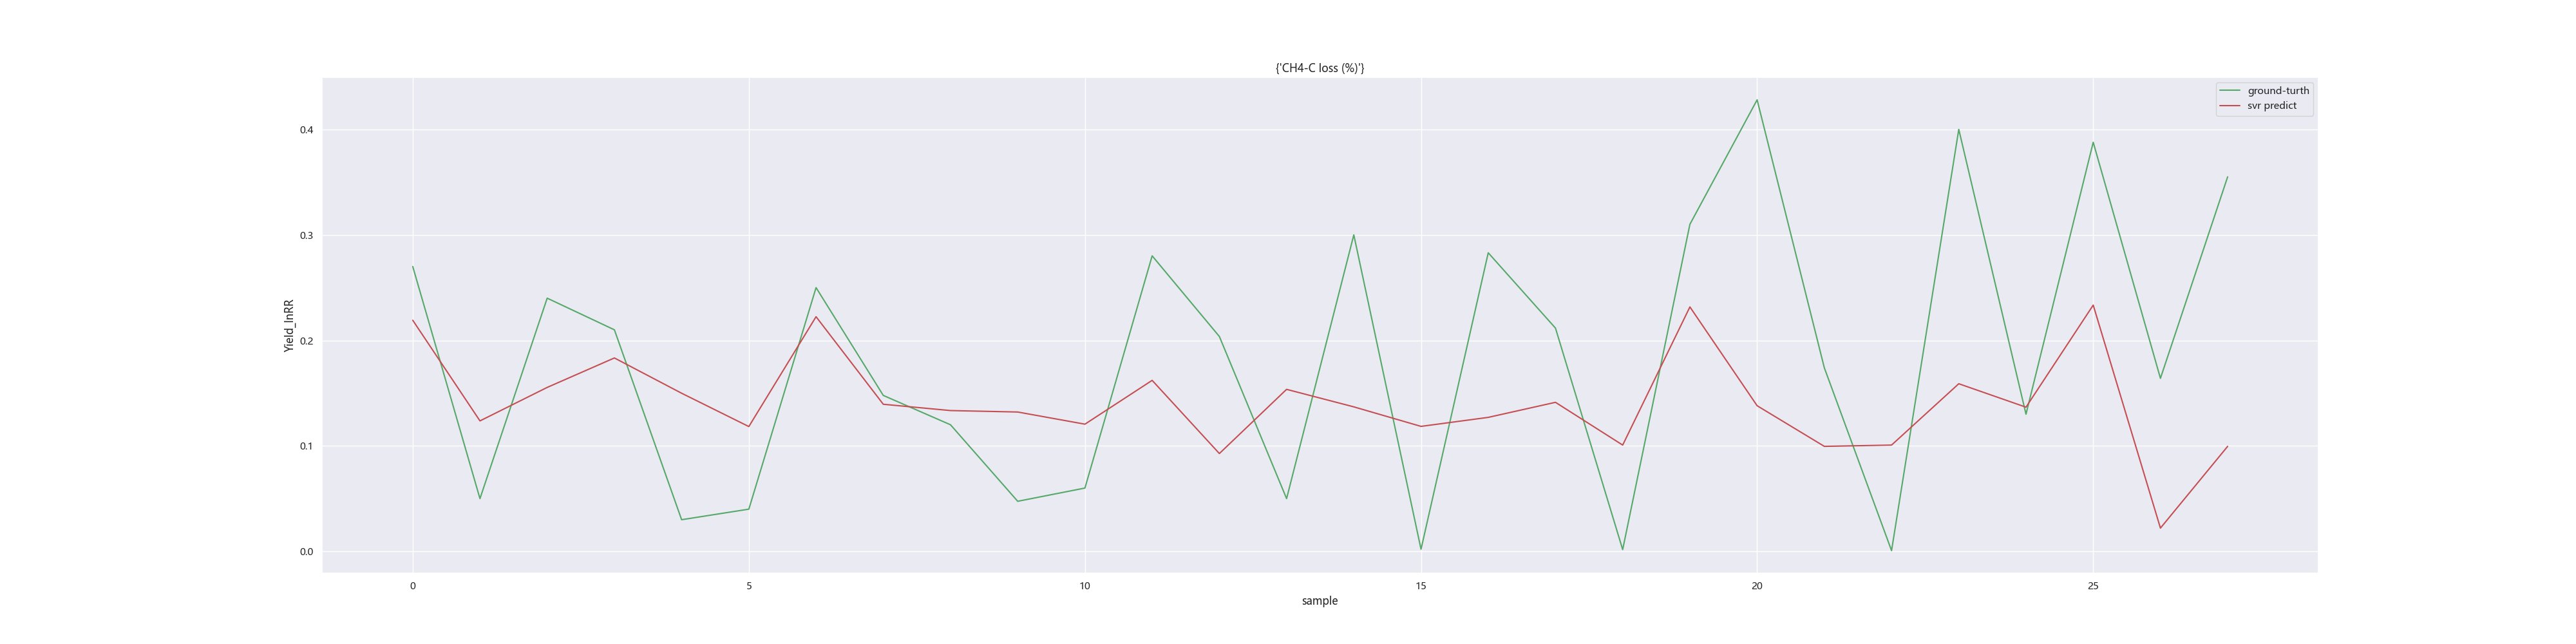 {'CH4-C loss (%)'}
ground-turth
svr predict
0.4
0.3
0.2
0.1
0.0
Yield_lnRR
0 5 10 15 20 25
sample